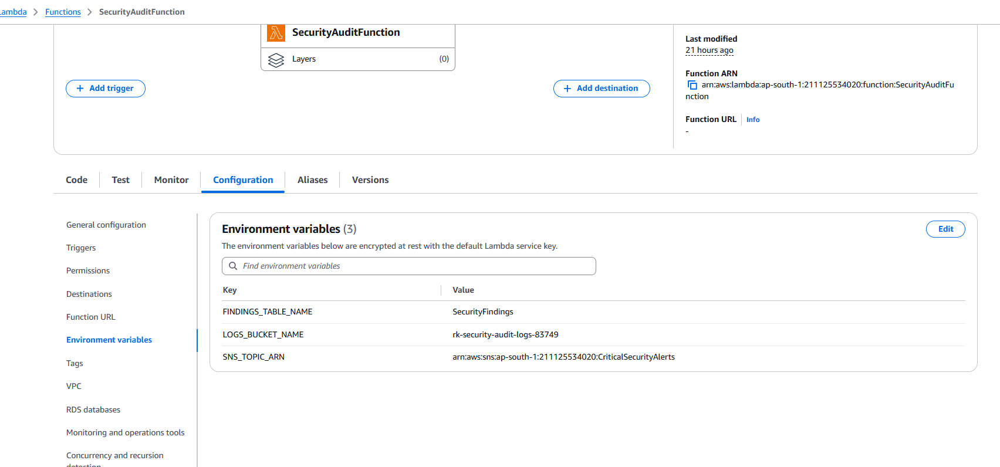 Lambda > Functions > SecurityAuditFunction
SecurityAuditFunction
Layers (0)
+ Add trigger
+ Add destination
Last modified
21 hours ago
Function ARN
arn:aws:lambda:ap-south-1:211125534020:function:SecurityAuditFu
nction
Function URL Info
-
Code Test Monitor Configuration Aliases Versions
General configuration
Triggers
Permissions
Destinations
Function URL
Environment variables
Tags
VPC
RDS databases
Monitoring and operations tools
Concurrency and recursion
detection
Environment variables (3)
Edit
The environment variables below are encrypted at rest with the default Lambda service key.
Find environment variables
Key Value
FINDINGS_TABLE_NAME SecurityFindings
LOGS_BUCKET_NAME rk-security-audit-logs-83749
SNS_TOPIC_ARN arn:aws:sns:ap-south-1:211125534020:CriticalSecurityAlerts